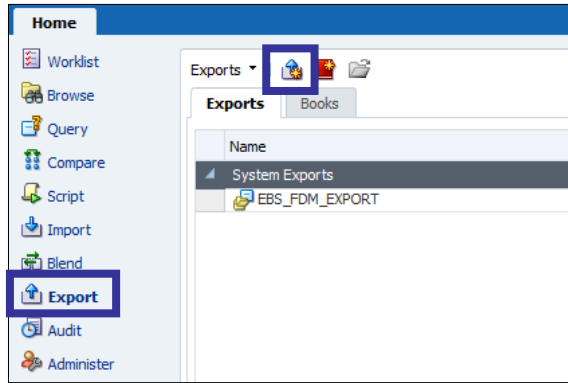 Home
Worklist
Browse
Query
Compare
Script
Import
Blend
Export
Audit
Administer
Exports
Exports Books
Name
System Exports
EBS_FDM_EXPORT